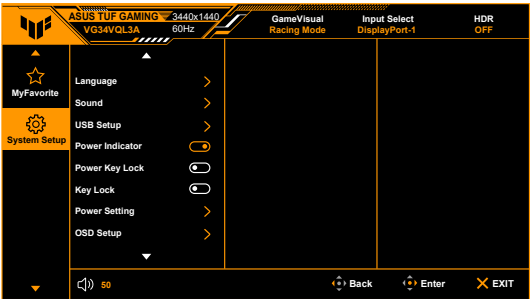 ASUS TUF GAMING
VG34VQL3A
3440x1440
60Hz
GameVisual
Racing Mode
Input Select
DisplayPort-1
HDR
OFF
MyFavorite
System Setup
Language
Sound
USB Setup
Power Indicator
Power Key Lock
Key Lock
Power Setting
OSD Setup
50
Back
Enter
EXIT